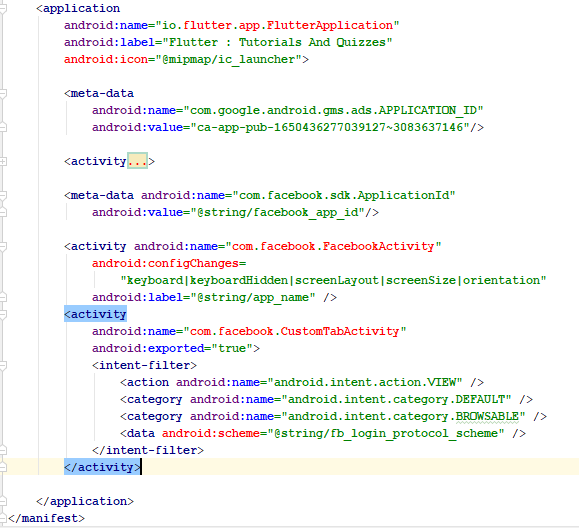 <application
android:name="io.flutter.app.FlutterApplication"
android:label="Flutter : Tutorials And Quizzes"
android:icon="@mipmap/ic_launcher">
<meta-data
android:name="com.google.android.gms.ads.APPLICATION_ID"
android:value="ca-app-pub-1650436277039127~3083637146"/>
<activity...>
<meta-data android:name="com.facebook.sdk.ApplicationId"
android:value="@string/facebook_app_id"/>
<activity android:name="com.facebook.FacebookActivity"
android:configChanges=
"keyboard|keyboardHidden|screenLayout|screenSize|orientation"
android:label="@string/app_name" />
<activity
android:name="com.facebook.CustomTabActivity"
android:exported="true">
<intent-filter>
<action android:name="android.intent.action.VIEW" />
<category android:name="android.intent.category.DEFAULT" />
<category android:name="android.intent.category.BROWSABLE" />
<data android:scheme="@string/fb_login_protocol_scheme" />
</intent-filter>
</activity>
</application>
</manifest>